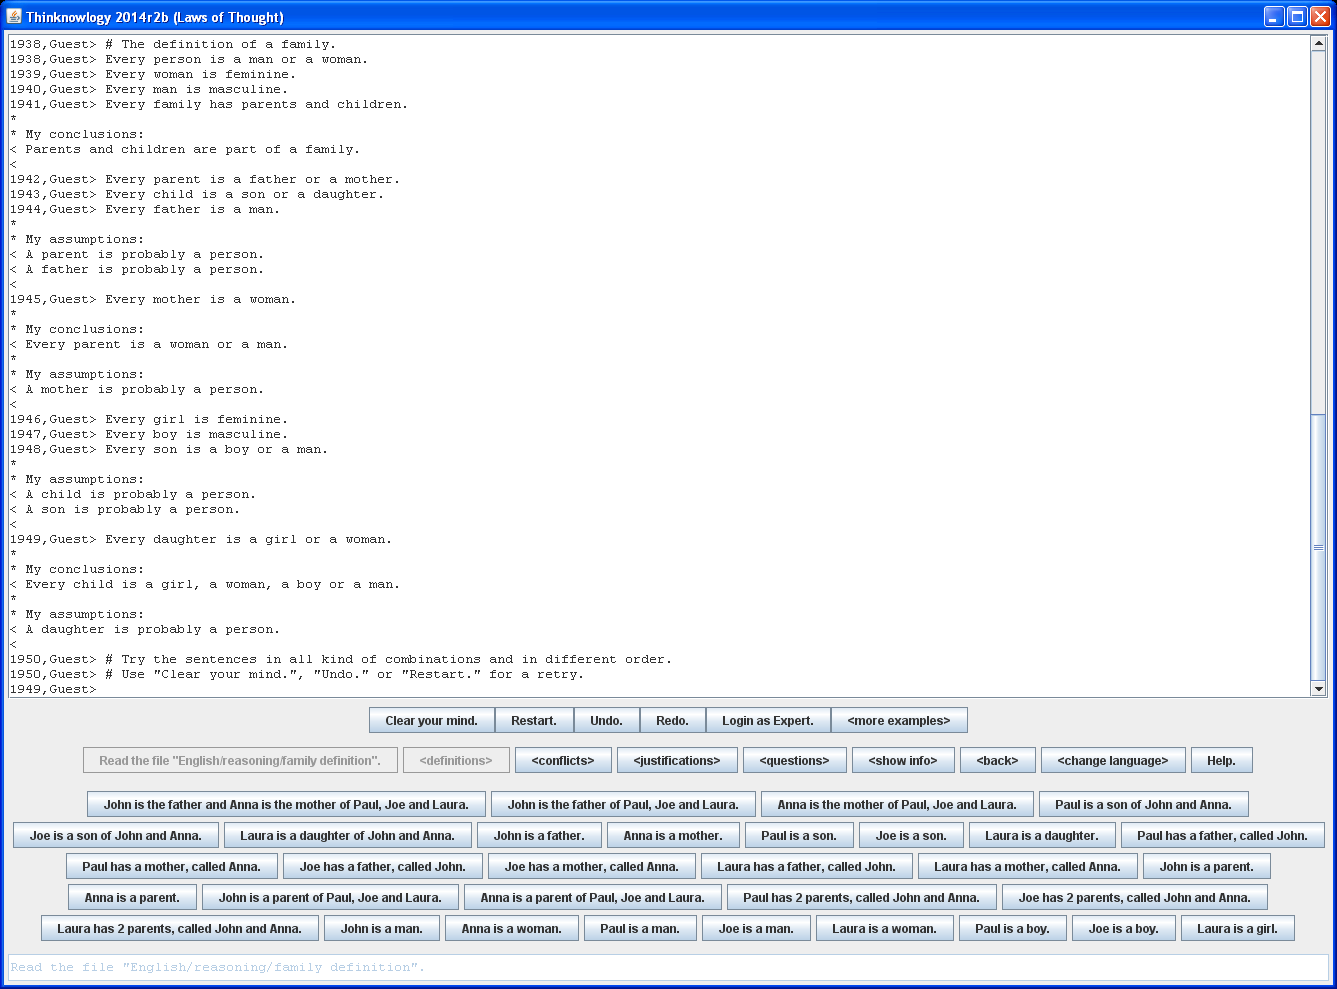 Thinknowlogy 2014r2b (Laws of Thought)
1938,Guest> # The definition of a family.
1938,Guest> Every person is a man or a woman.
1939,Guest> Every woman is feminine.
1940,Guest> Every man is masculine.
1941,Guest> Every family has parents and children.
*
* My conclusions:
< Parents and children are part of a family.
<
1942,Guest> Every parent is a father or a mother.
1943,Guest> Every child is a son or a daughter.
1944,Guest> Every father is a man.
*
* My assumptions:
< A parent is probably a person.
< A father is probably a person.
<
1945,Guest> Every mother is a woman.
*
* My conclusions:
< Every parent is a woman or a man.
*
* My assumptions:
< A mother is probably a person.
<
1946,Guest> Every girl is feminine.
1947,Guest> Every boy is masculine.
1948,Guest> Every son is a boy or a man.
*
* My assumptions:
< A child is probably a person.
< A son is probably a person.
<
1949,Guest> Every daughter is a girl or a woman.
*
* My conclusions:
< Every child is a girl, a woman, a boy or a man.
*
* My assumptions:
< A daughter is probably a person.
<
1950,Guest> # Try the sentences in all kind of combinations and in different order.
1950,Guest> # Use "Clear your mind.", "Undo." or "Restart." for a retry.
1949,Guest>
Clear your mind. Restart. Undo. Redo. Login as Expert. <more examples>
Read the file "English/reasoning/family definition". <definitions> <conflicts> <justifications> <questions> <show info> <back> <change language> Help.
John is the father and Anna is the mother of Paul, Joe and Laura. John is the father of Paul, Joe and Laura. Anna is the mother of Paul, Joe and Laura. Paul is a son of John and Anna.
Joe is a son of John and Anna. Laura is a daughter of John and Anna. John is a father. Anna is a mother. Paul is a son. Joe is a son. Laura is a daughter. Paul has a father, called John.
Paul has a mother, called Anna. Joe has a father, called John. Joe has a mother, called Anna. Laura has a father, called John. Laura has a mother, called Anna. John is a parent.
Anna is a parent. John is a parent of Paul, Joe and Laura. Anna is a parent of Paul, Joe and Laura. Paul has 2 parents, called John and Anna. Joe has 2 parents, called John and Anna.
Laura has 2 parents, called John and Anna. John is a man. Anna is a woman. Paul is a man. Joe is a man. Laura is a woman. Paul is a boy. Joe is a boy. Laura is a girl.
Read the file "English/reasoning/family definition".